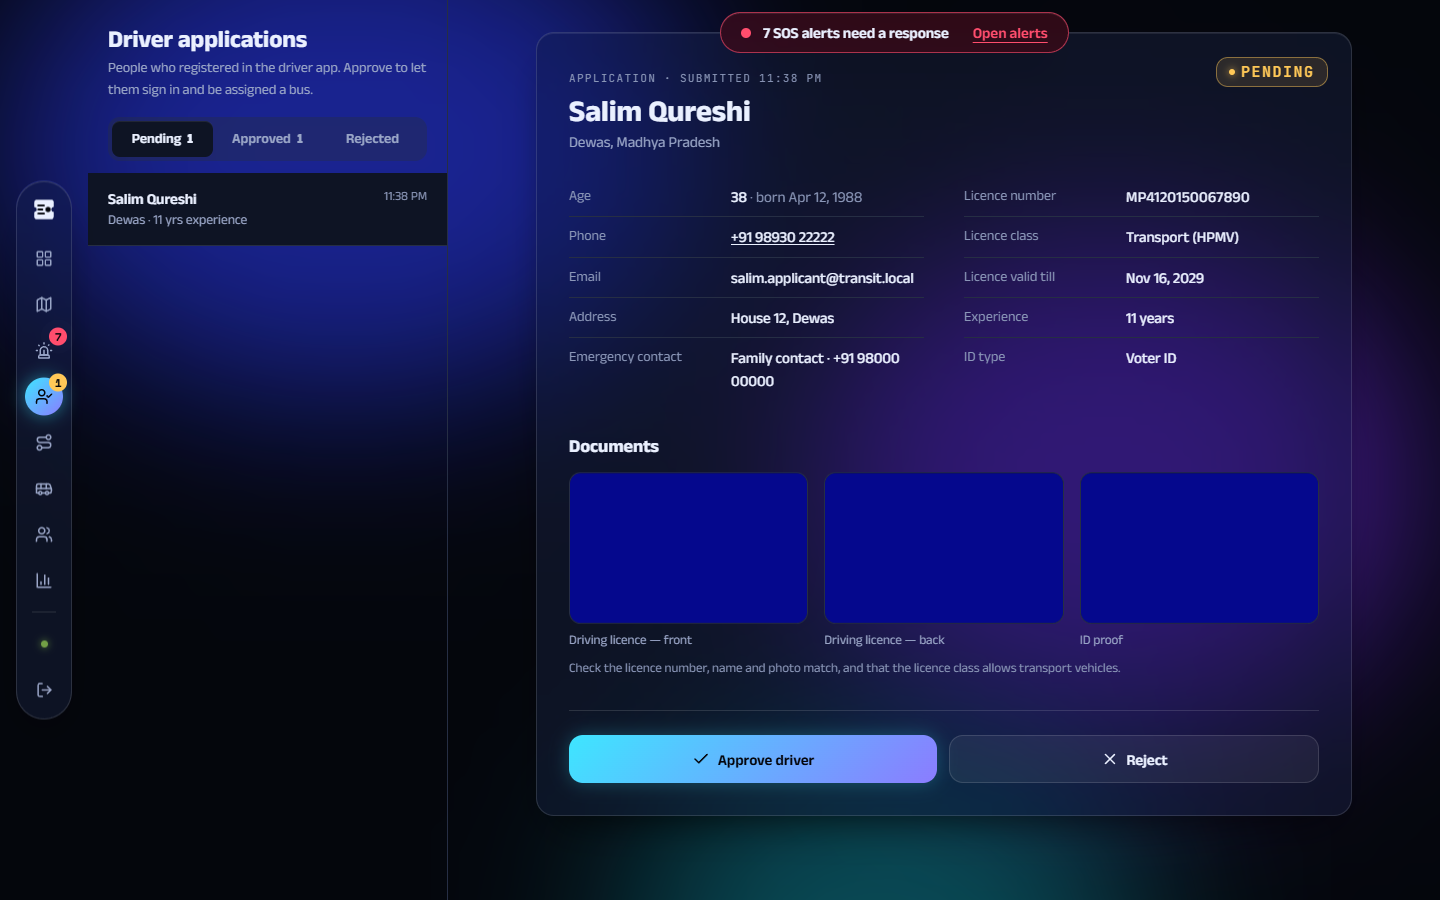 7 SOS alerts need a response Open alerts
Driver applications
People who registered in the driver app. Approve to let
them sign in and be assigned a bus.
Pending 1 Approved 1 Rejected
Salim Qureshi 11:38 PM
Dewas · 11 yrs experience
7
1
APPLICATION · SUBMITTED 11:38 PM
PENDING
Salim Qureshi
Dewas, Madhya Pradesh
Age 38 · born Apr 12, 1988
Phone +91 98930 22222
Email salim.applicant@transit.local
Address House 12, Dewas
Emergency contact Family contact · +91 98000
00000
Licence number MP4120150067890
Licence class Transport (HPMV)
Licence valid till Nov 16, 2029
Experience 11 years
ID type Voter ID
Documents
Driving licence — front
Driving licence — back
ID proof
Check the licence number, name and photo match, and that the licence class allows transport vehicles.
Approve driver
Reject